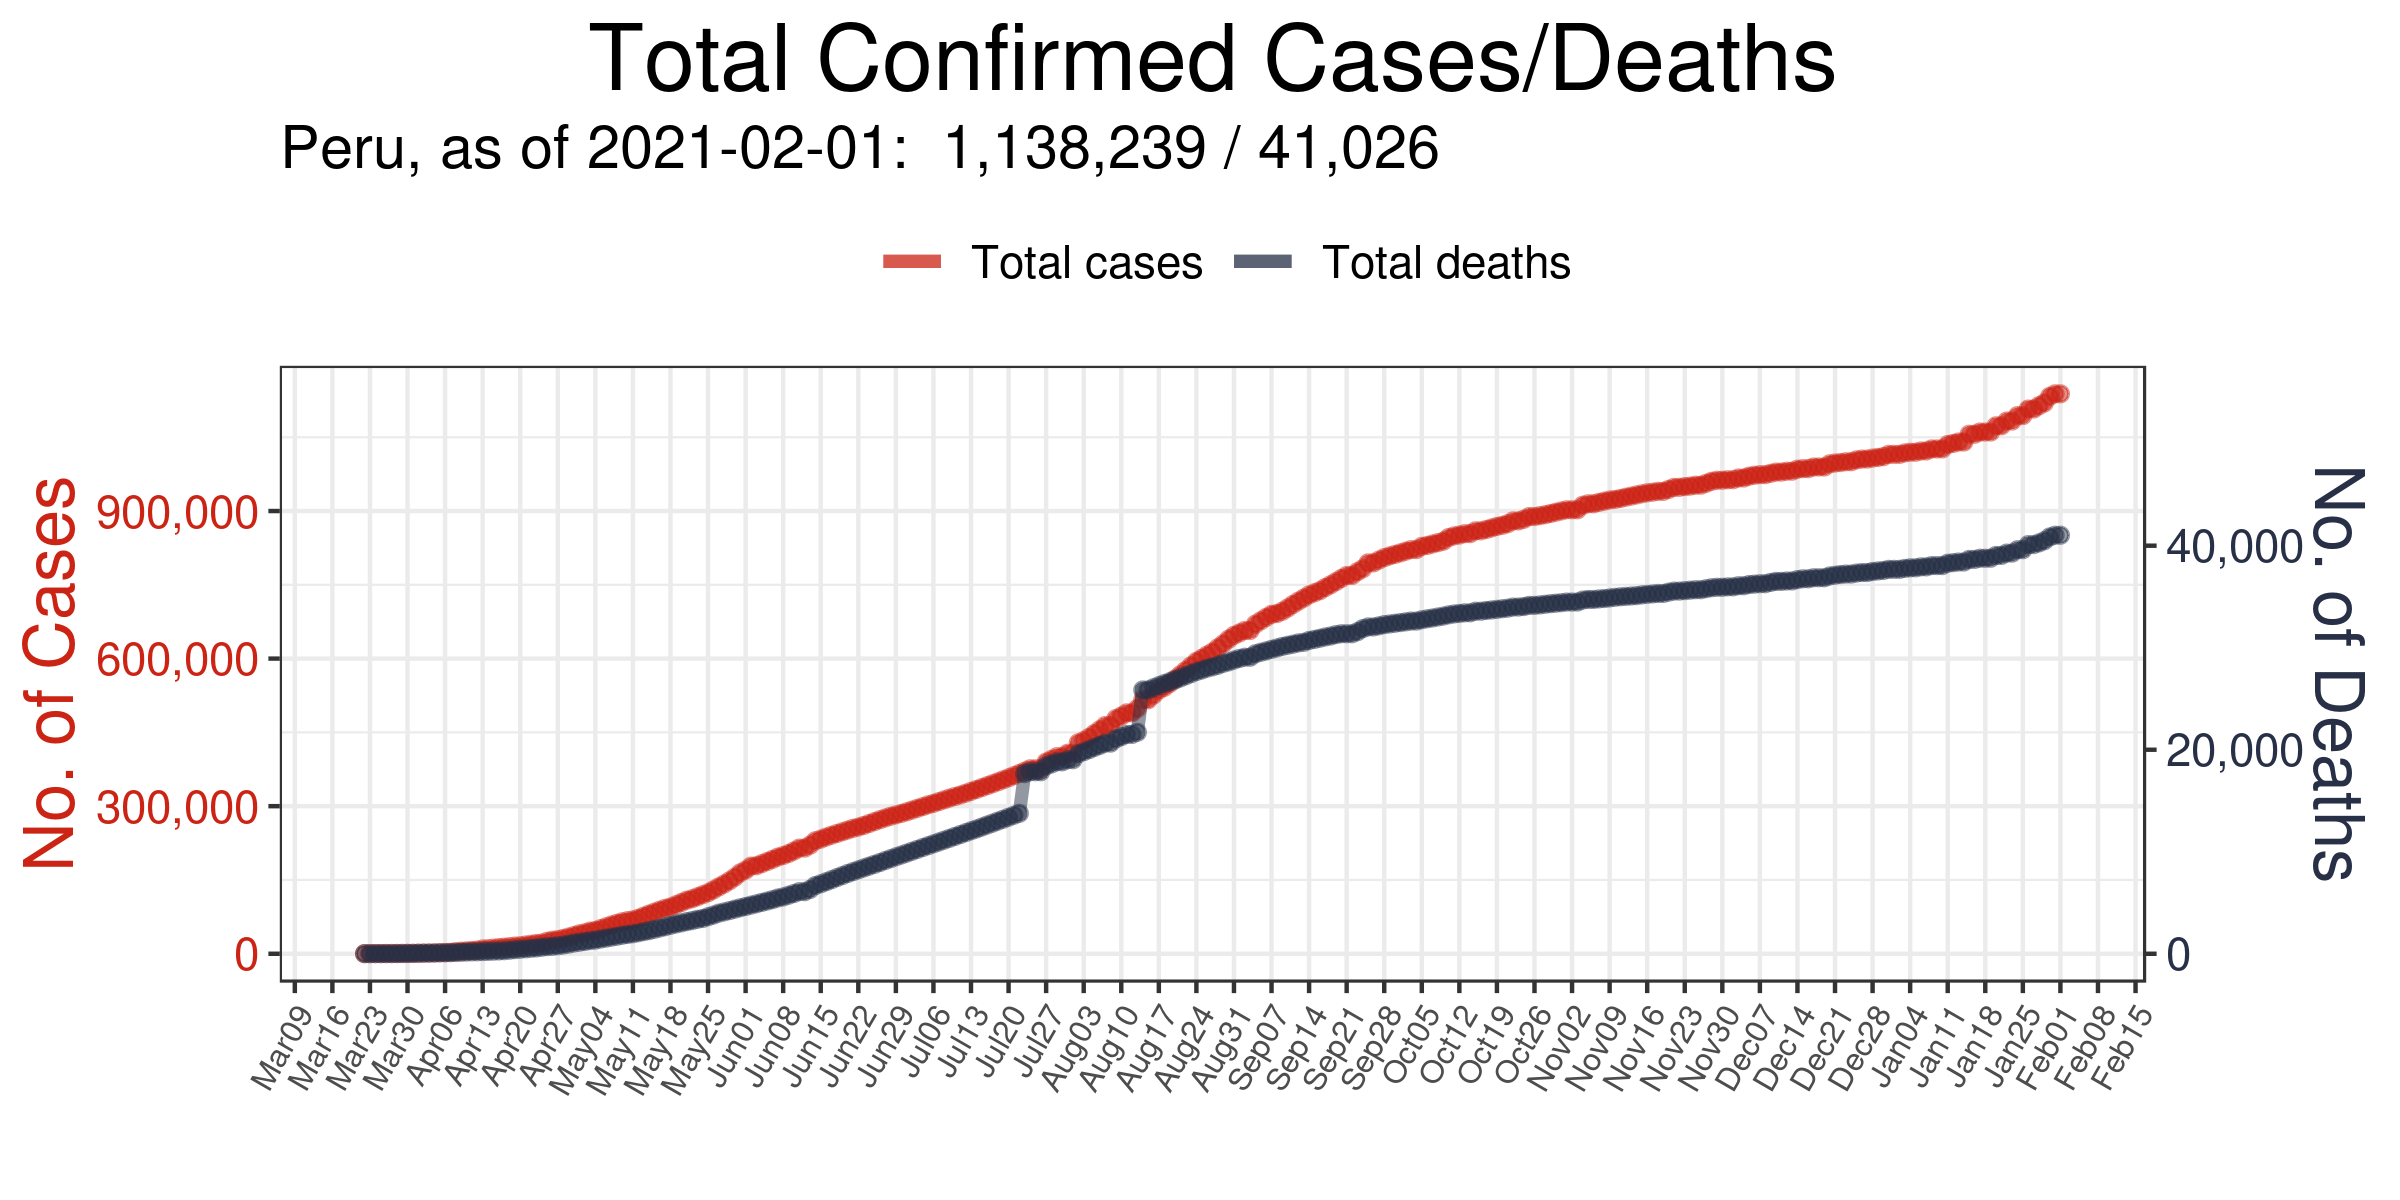 Total Confirmed Cases/Deaths
Peru, as of 2021-02-01:  1,138,239 / 41,026
Total cases
Total deaths
No. of Cases
900,000
600,000
300,000
0
40,000
20,000
0
No. of Deaths
Mar09
Mar16
Mar23
Mar30
Apr06
Apr13
Apr20
Apr27
May04
May11
May18
May25
Jun01
Jun08
Jun15
Jun22
Jun29
Jul06
Jul13
Jul20
Jul27
Aug03
Aug10
Aug17
Aug24
Aug31
Sep07
Sep14
Sep21
Sep28
Oct05
Oct12
Oct19
Oct26
Nov02
Nov09
Nov16
Nov23
Nov30
Dec07
Dec14
Dec21
Dec28
Jan04
Jan11
Jan18
Jan25
Feb01
Feb08
Feb15